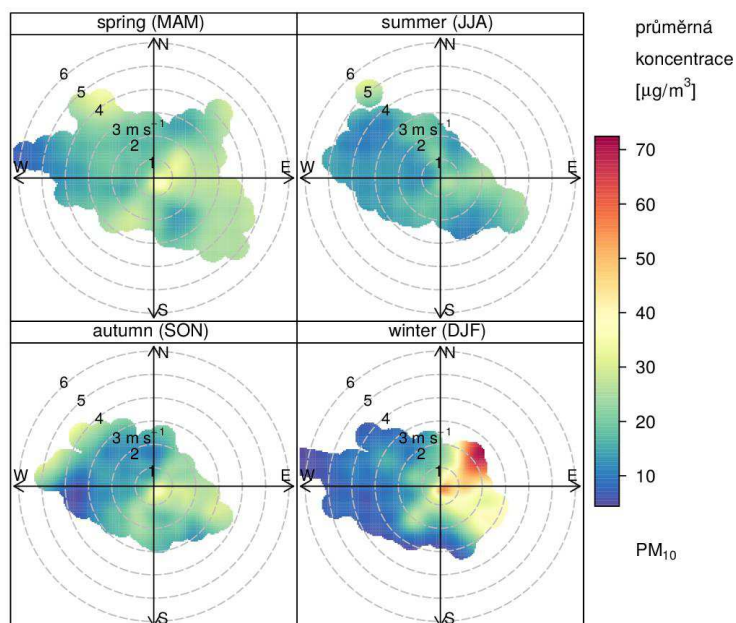 spring (MAM)
N
6
5
4
3 m s⁻¹
2
1
W
E
S
summer (JJA)
N
6
5
4
3 m s⁻¹
2
1
W
E
S
autumn (SON)
N
6
5
4
3 m s⁻¹
2
1
W
E
S
winter (DJF)
N
6
5
4
3 m s⁻¹
2
1
W
E
S
průměrná
koncentrace
[µg/m³]
70
60
50
40
30
20
10
PM₁₀